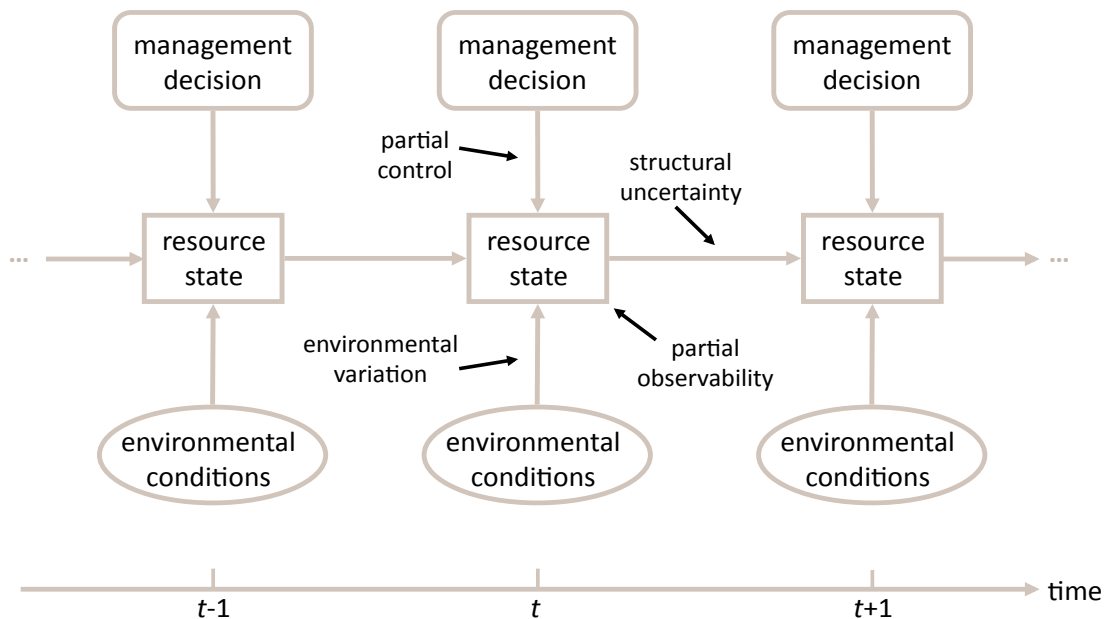 management
decision
management
decision
management
decision
partial
control
structural
uncertainty
...
resource
state
resource
state
resource
state
...
environmental
variation
partial
observability
environmental
conditions
environmental
conditions
environmental
conditions
t-1
t
t+1
time